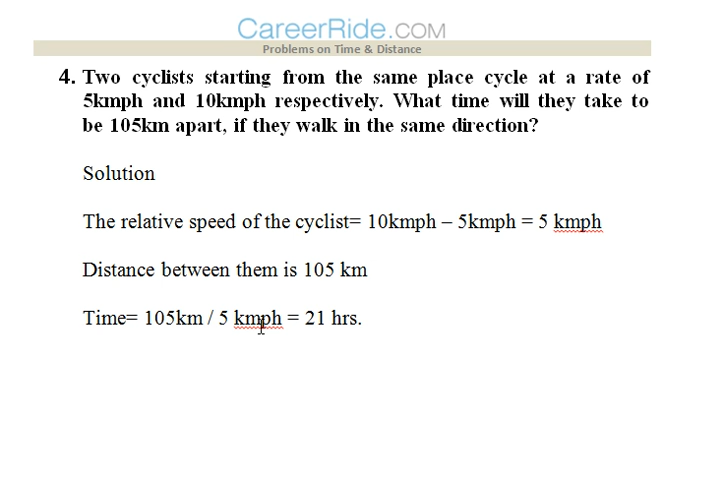 CareerRide.COM
Problems on Time & Distance
4. Two cyclists starting from the same place cycle at a rate of
5kmph and 10kmph respectively. What time will they take to
be 105km apart, if they walk in the same direction?
Solution
The relative speed of the cyclist= 10kmph – 5kmph = 5 kmph
Distance between them is 105 km
Time= 105km / 5 kmph = 21 hrs.